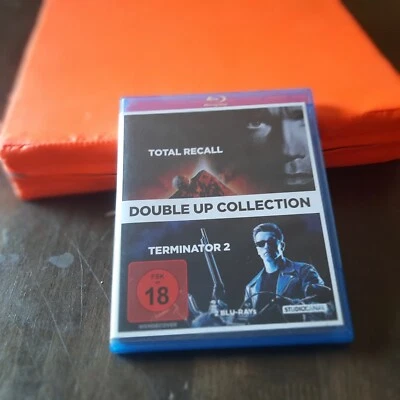 TOTAL RECALL
DOUBLE UP COLLECTION
TERMINATOR 2
FSK
18
2 BLU-RAYs
STUDIOCANAL